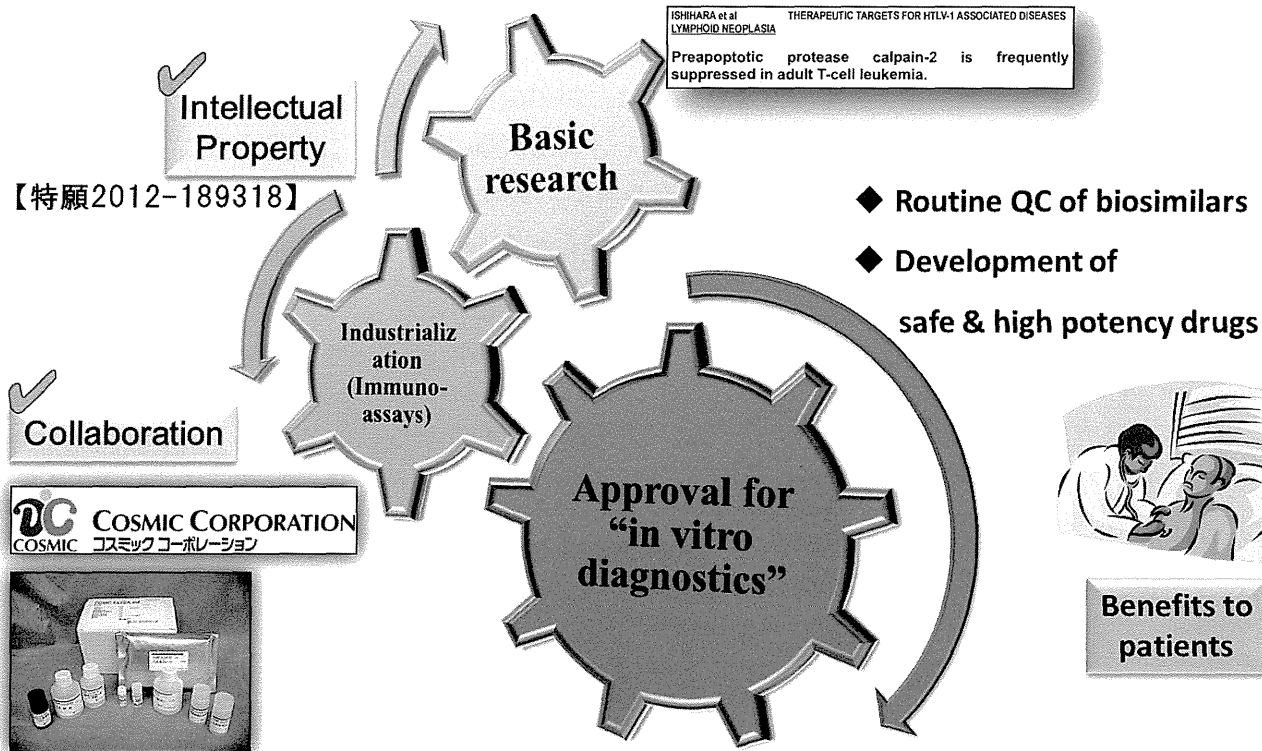 ISHIHARA et al THERAPEUTIC TARGETS FOR HTLV-1 ASSOCIATED DISEASES
LYMPHOID NEOPLASIA
Preapoptotic protease calpain-2 is frequently
suppressed in adult T-cell leukemia.
Intellectual
Property
【特願2012-189318】
Basic
research
◆ Routine QC of biosimilars
◆ Development of
safe & high potency drugs
Industrializ
ation
(Immuno-
assays)
Collaboration
COSMIC
COSMIC CORPORATION
コスミック コーポレーション
Approval for
“in vitro
diagnostics”
Benefits to
patients